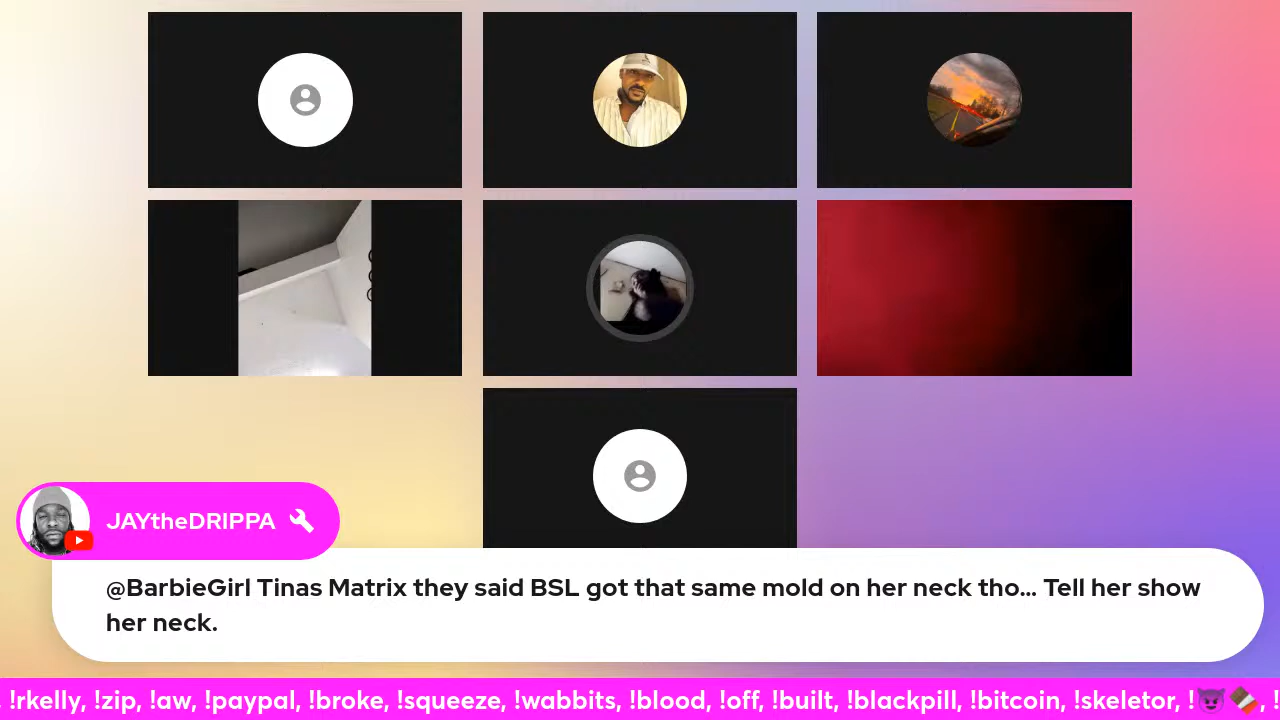 JAYtheDRIPPA
@BarbieGirl Tinas Matrix they said BSL got that same mold on her neck tho... Tell her show
her neck.
, !rkelly, !zip, !aw, !paypal, !broke, !squeeze, !wabbits, !blood, !off, !built, !blackpill, !bitcoin, !skeletor, !😈🍫, !